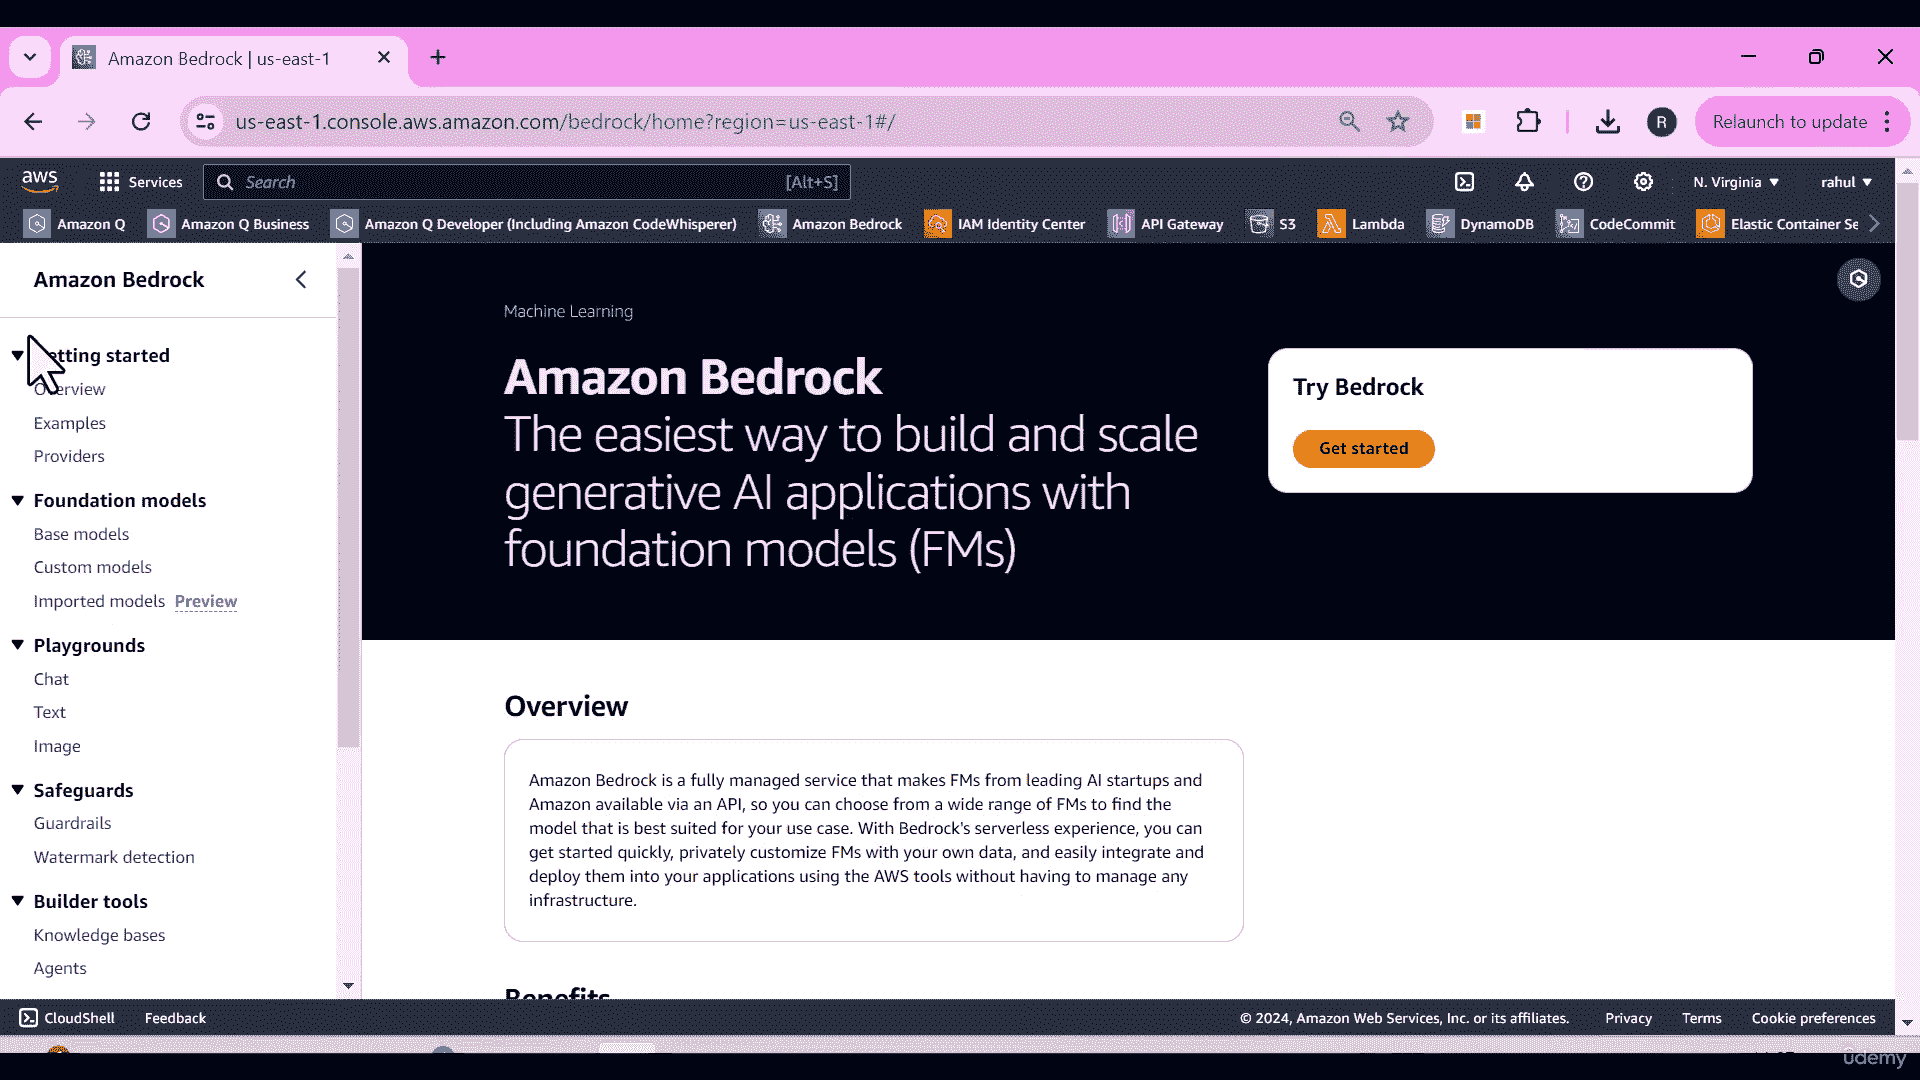 Amazon Bedrock | us-east-1
us-east-1.console.aws.amazon.com/bedrock/home?region=us-east-1#/
R
Relaunch to update
aws
Services
Search
[Alt+S]
N. Virginia
rahul
Amazon Q
Amazon Q Business
Amazon Q Developer (Including Amazon CodeWhisperer)
Amazon Bedrock
IAM Identity Center
API Gateway
S3
Lambda
DynamoDB
CodeCommit
Elastic Container Se
Amazon Bedrock
etting started
Overview
Examples
Providers
Foundation models
Base models
Custom models
Imported models Preview
Playgrounds
Chat
Text
Image
Safeguards
Guardrails
Watermark detection
Builder tools
Knowledge bases
Agents
Machine Learning
Amazon Bedrock
The easiest way to build and scale
generative AI applications with
foundation models (FMs)
Try Bedrock
Get started
Overview
Amazon Bedrock is a fully managed service that makes FMs from leading AI startups and
Amazon available via an API, so you can choose from a wide range of FMs to find the
model that is best suited for your use case. With Bedrock's serverless experience, you can
get started quickly, privately customize FMs with your own data, and easily integrate and
deploy them into your applications using the AWS tools without having to manage any
infrastructure.
Benefits
CloudShell
Feedback
© 2024, Amazon Web Services, Inc. or its affiliates.
Privacy
Terms
Cookie preferences
udemy